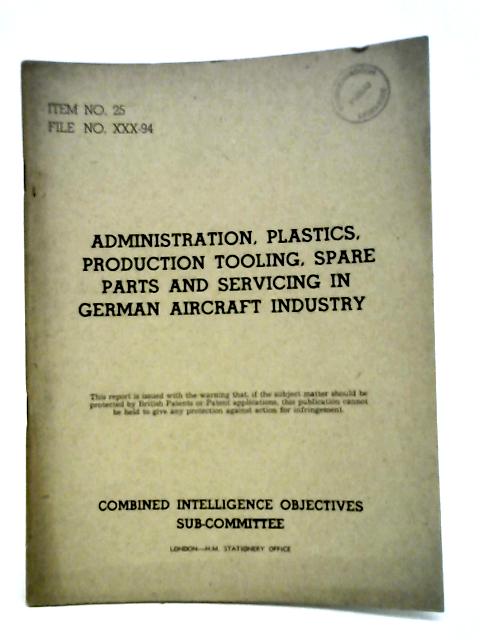 ITEM NO. 25
FILE NO. XXX-94
ADMINISTRATION, PLASTICS,
PRODUCTION TOOLING, SPARE
PARTS AND SERVICING IN
GERMAN AIRCRAFT INDUSTRY
This report is issued with the warning that, if the subject matter should be
protected by British Patents or Patent applications, this publication cannot
be held to give any protection against action for infringement.
COMBINED INTELLIGENCE OBJECTIVES
SUB-COMMITTEE
LONDON—H.M. STATIONERY OFFICE